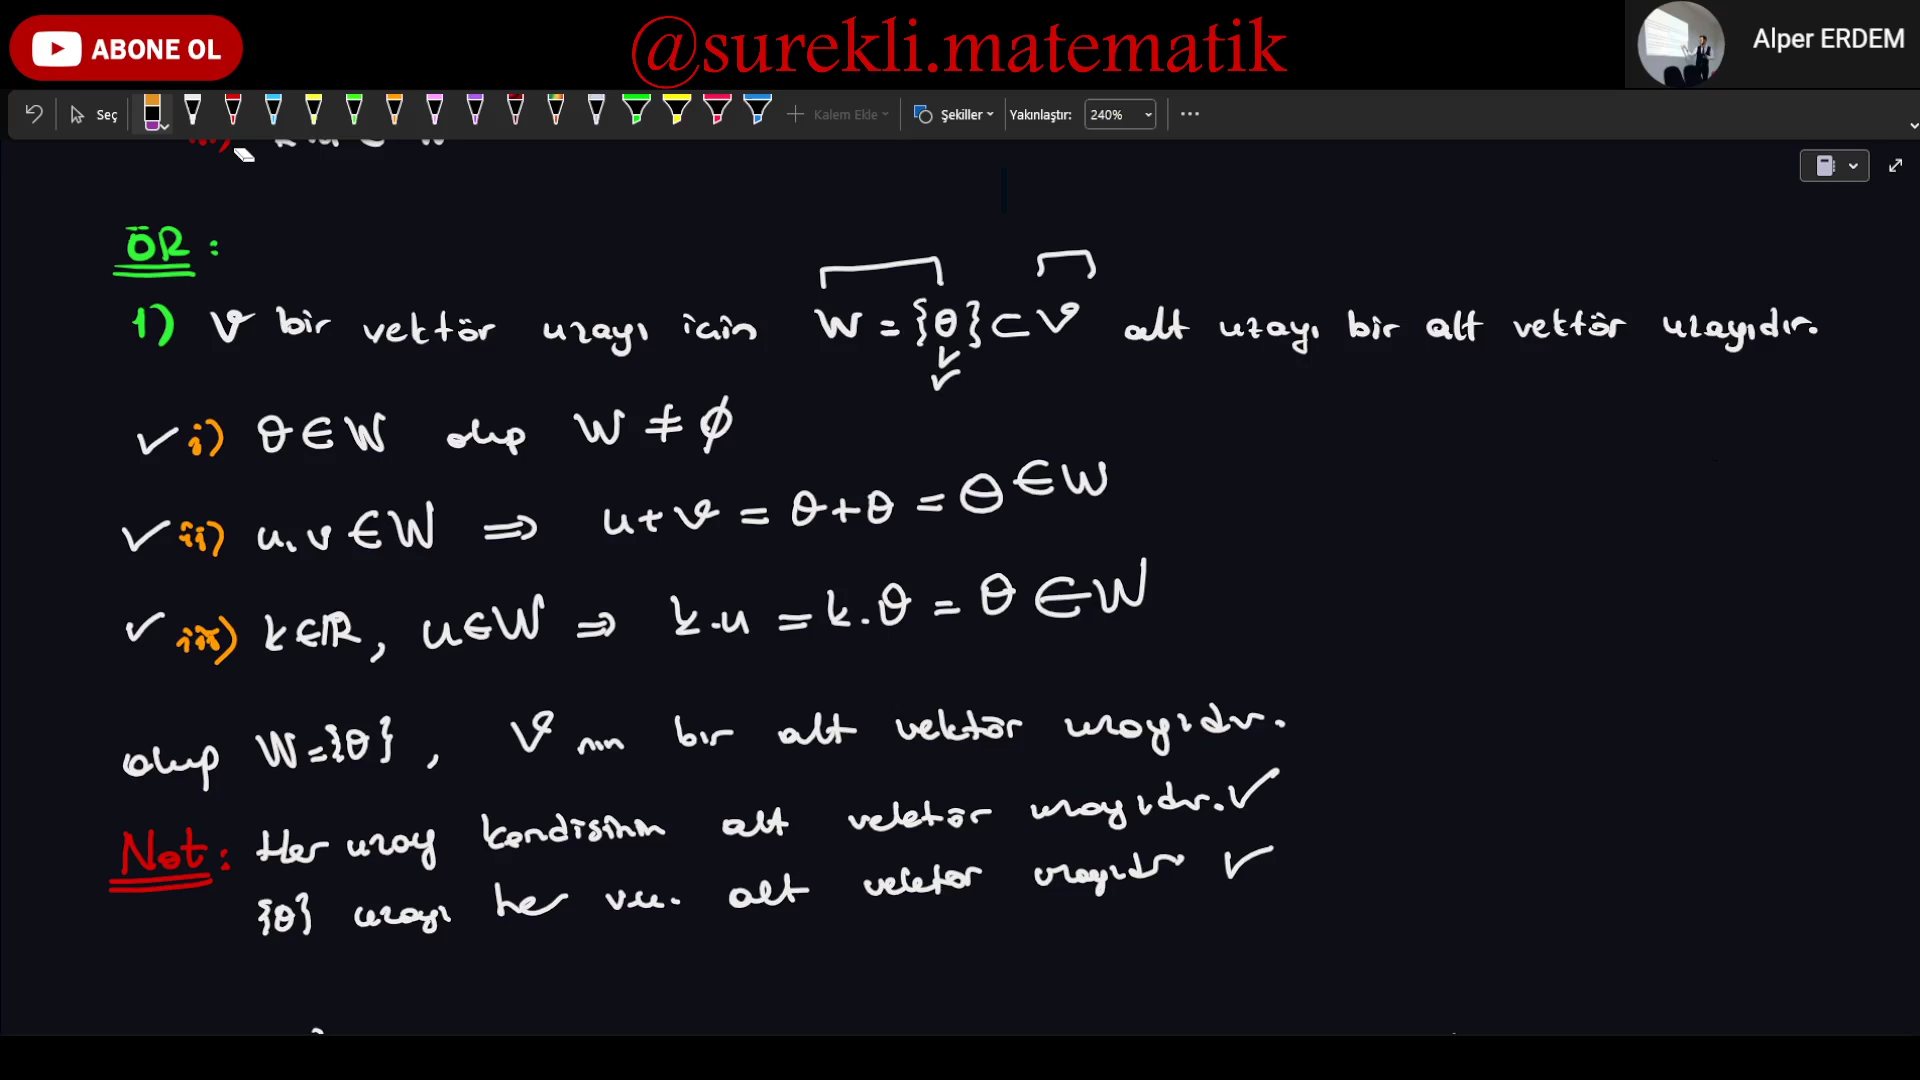 ABONE OL
@surekli.matematik
Alper ERDEM
Seç
Kalem Ekle
Şekiller
Yakınlaştır:
240%
ÖR :
1) V bir vektör uzayı için W = {θ} ⊂ V alt uzayı bir alt vektör uzayıdır.
i) θ ∈ W olup W ≠ ∅
ii) u, v ∈ W ⇒ u + v = θ + θ = θ ∈ W
iii) k ∈ ℝ, u ∈ W ⇒ k.u = k.θ = θ ∈ W
olup W = {θ}, V nın bir alt vektör uzayıdır.
Not: Her uzay kendisinin alt vektör uzayıdır.
{θ} uzayı her v.u. alt vektör uzayıdır